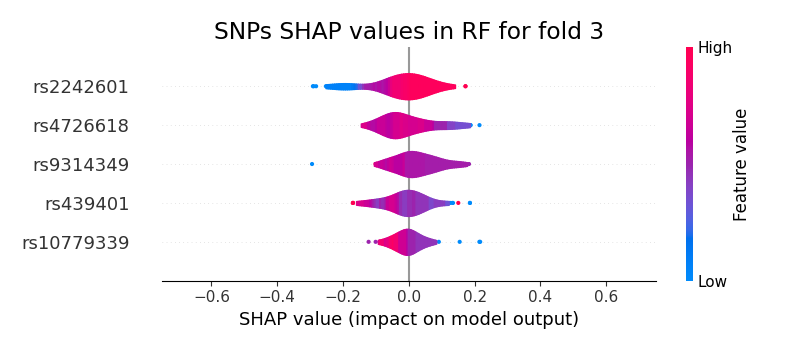 SNPs SHAP values in RF for fold 3
High
rs2242601
rs4726618
rs9314349
rs439401
rs10779339
Feature value
Low
−0.6 −0.4 −0.2 0.0 0.2 0.4 0.6
SHAP value (impact on model output)